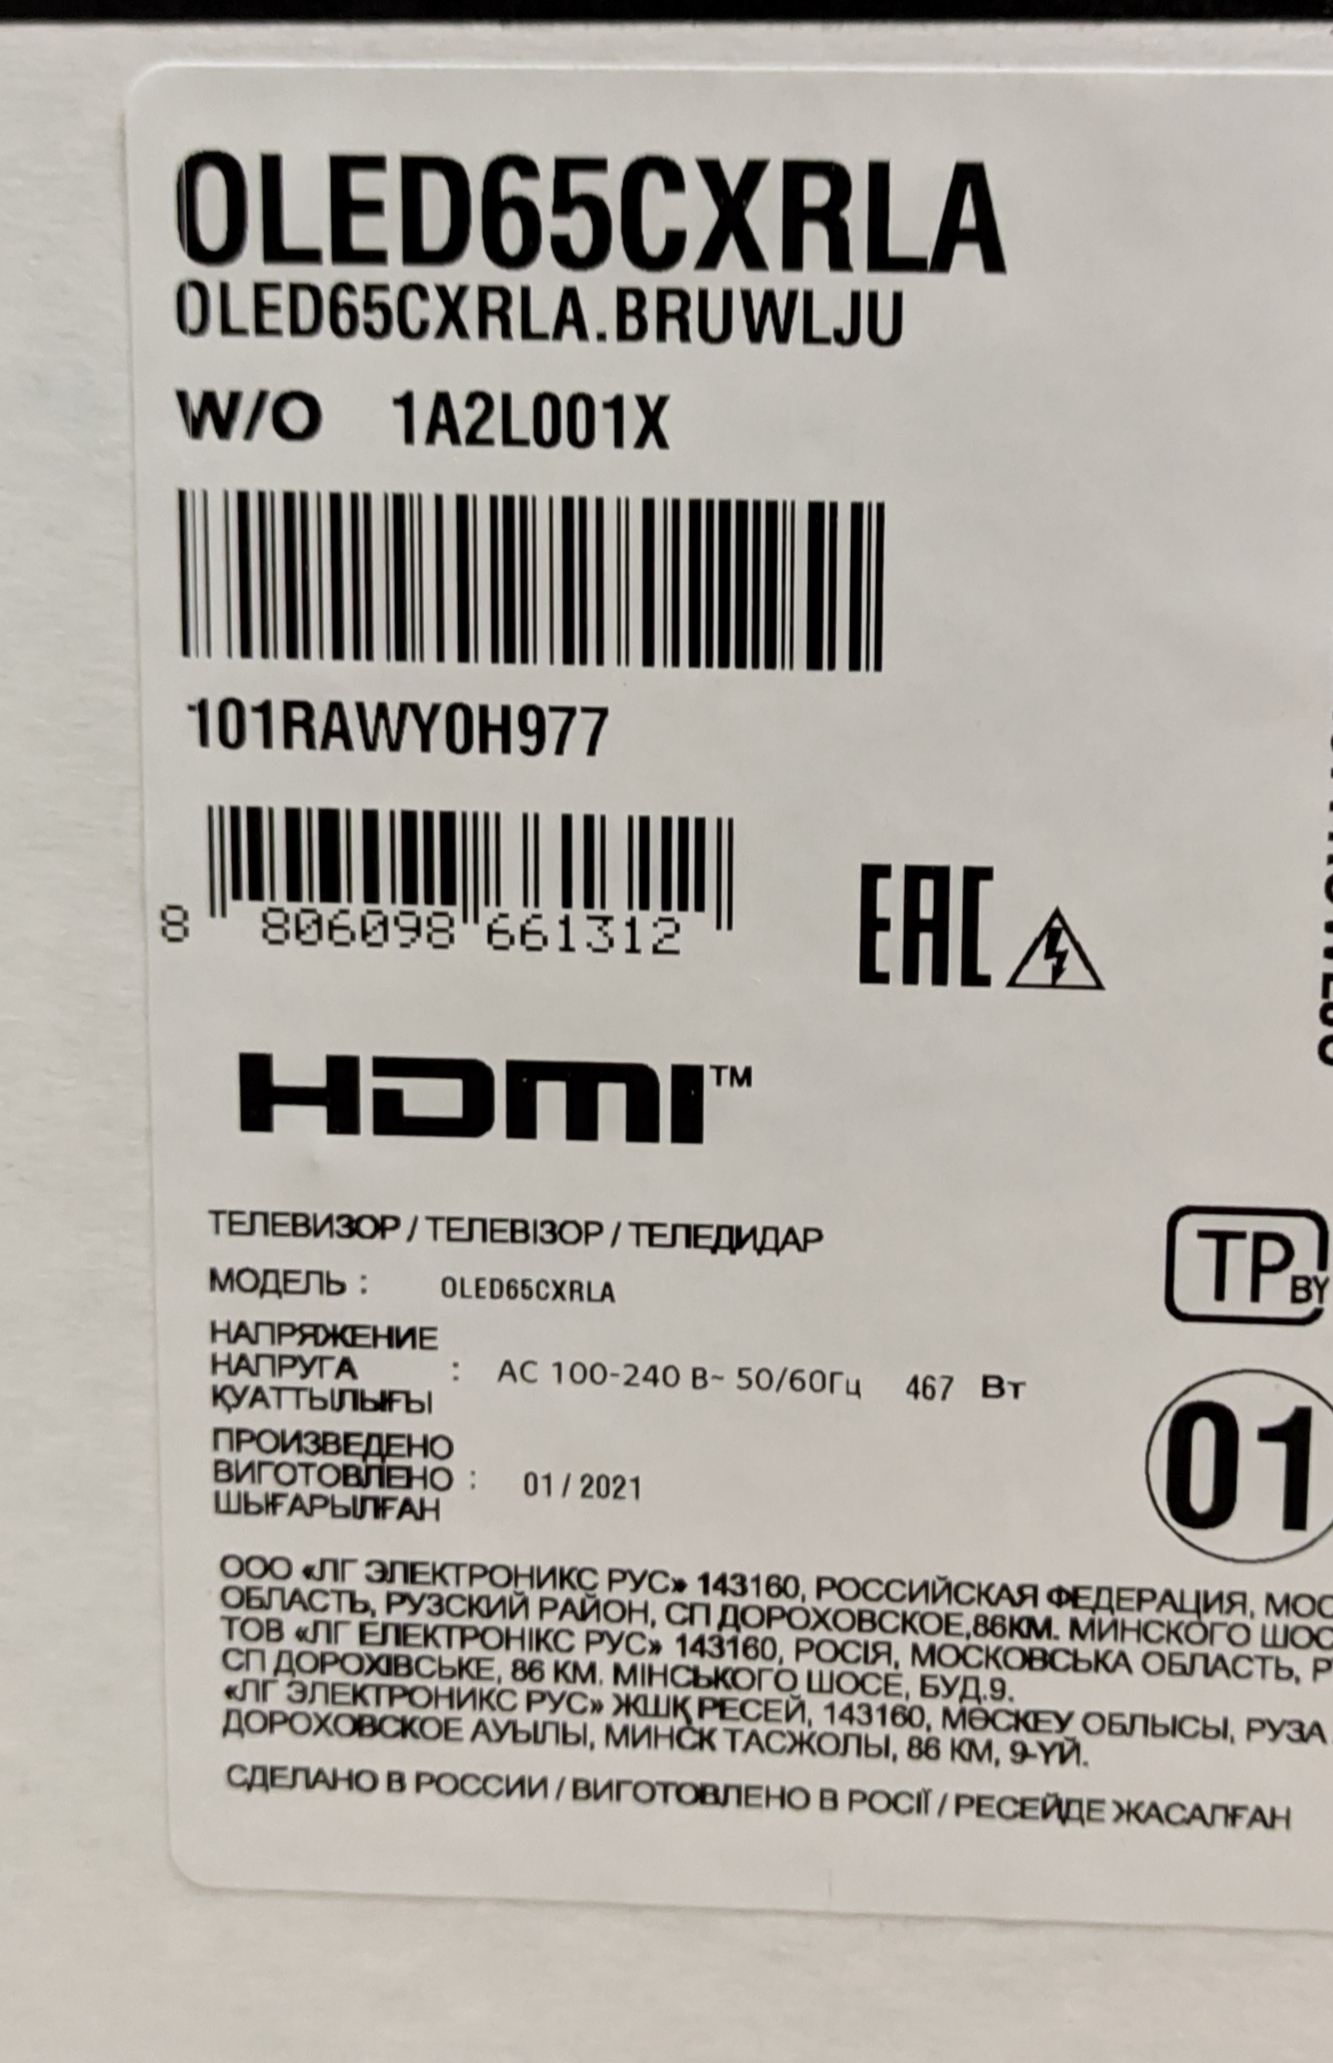 OLED65CXRLA
OLED65CXRLA.BRUWLJU
W/O 1A2L001X
101RAWY0H977
8 806098 661312
EAC
HDMI™
ТЕЛЕВИЗОР / ТЕЛЕВІЗОР / ТЕЛЕДИДАР
МОДЕЛЬ : OLED65CXRLA
TP BY
НАПРЯЖЕНИЕ
НАПРУГА : AC 100-240 В~ 50/60Гц 467 Вт
ҚУАТТЫЛЫҒЫ
01
ПРОИЗВЕДЕНО
ВИГОТОВЛЕНО : 01 / 2021
ШЫҒАРЫЛҒАН
ООО «ЛГ ЭЛЕКТРОНИКС РУС» 143160, РОССИЙСКАЯ ФЕДЕРАЦИЯ,
ОБЛАСТЬ, РУЗСКИЙ РАЙОН, СП ДОРОХОВСКОЕ,86КМ. МИНСКОГО
ТОВ «ЛГ ЕЛЕКТРОНІКС РУС» 143160, РОСІЯ, МОСКОВСЬКА ОБЛАСТЬ,
СП ДОРОХІВСЬКЕ, 86 КМ. МІНСЬКОГО ШОСЕ, БУД.9.
«ЛГ ЭЛЕКТРОНИКС РУС» ЖШҚ РЕСЕЙ, 143160, МӘСКЕУ ОБЛЫСЫ, РУЗА
ДОРОХОВСКОЕ АУЫЛЫ, МИНСК ТАСЖОЛЫ, 86 КМ, 9-ҮЙ.
СДЕЛАНО В РОССИИ / ВИГОТОВЛЕНО В РОСІЇ / РЕСЕЙДЕ ЖАСАЛҒАН